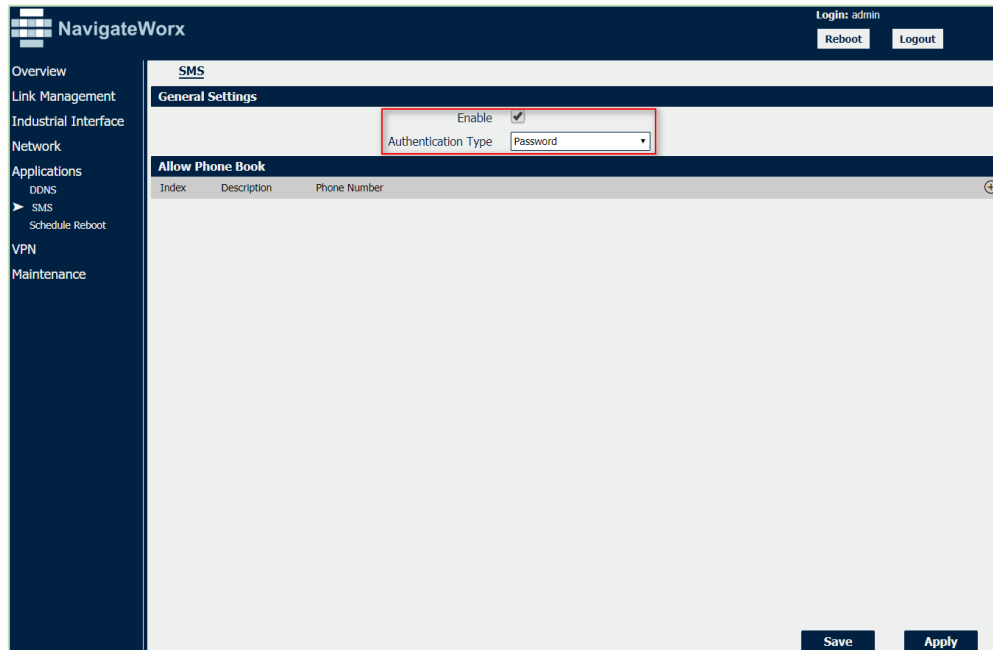 NavigateWorx
Login: admin
Reboot Logout
Overview
Link Management
Industrial Interface
Network
Applications
DDNS
SMS
Schedule Reboot
VPN
Maintenance
SMS
General Settings
Enable
Authentication Type Password
Allow Phone Book
Index Description Phone Number
Save Apply